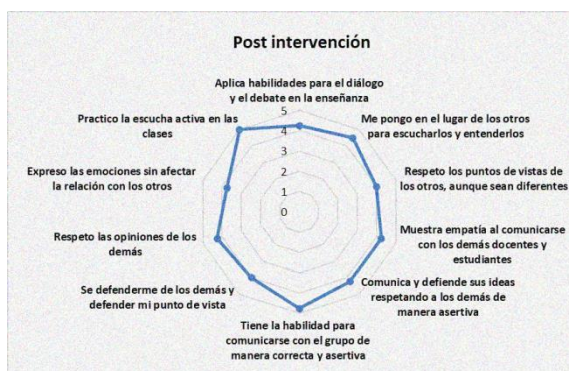 Post intervención
Aplica habilidades para el diálogo
y el debate en la enseñanza
Me pongo en el lugar de los otros
para escucharlos y entenderlos
Respeto los puntos de vistas de
los otros, aunque sean diferentes
Muestra empatía al comunicarse
con los demás docentes y
estudiantes
Comunica y defiende sus ideas
respetando a los demás de
manera asertiva
Tiene la habilidad para
comunicarse con el grupo de
manera correcta y asertiva
Se defenderme de los demás y
defender mi punto de vista
Respeto las opiniones de los
demás
Expreso las emociones sin afectar
la relación con los otros
Practico la escucha activa en las
clases
5
4
3
2
1
0